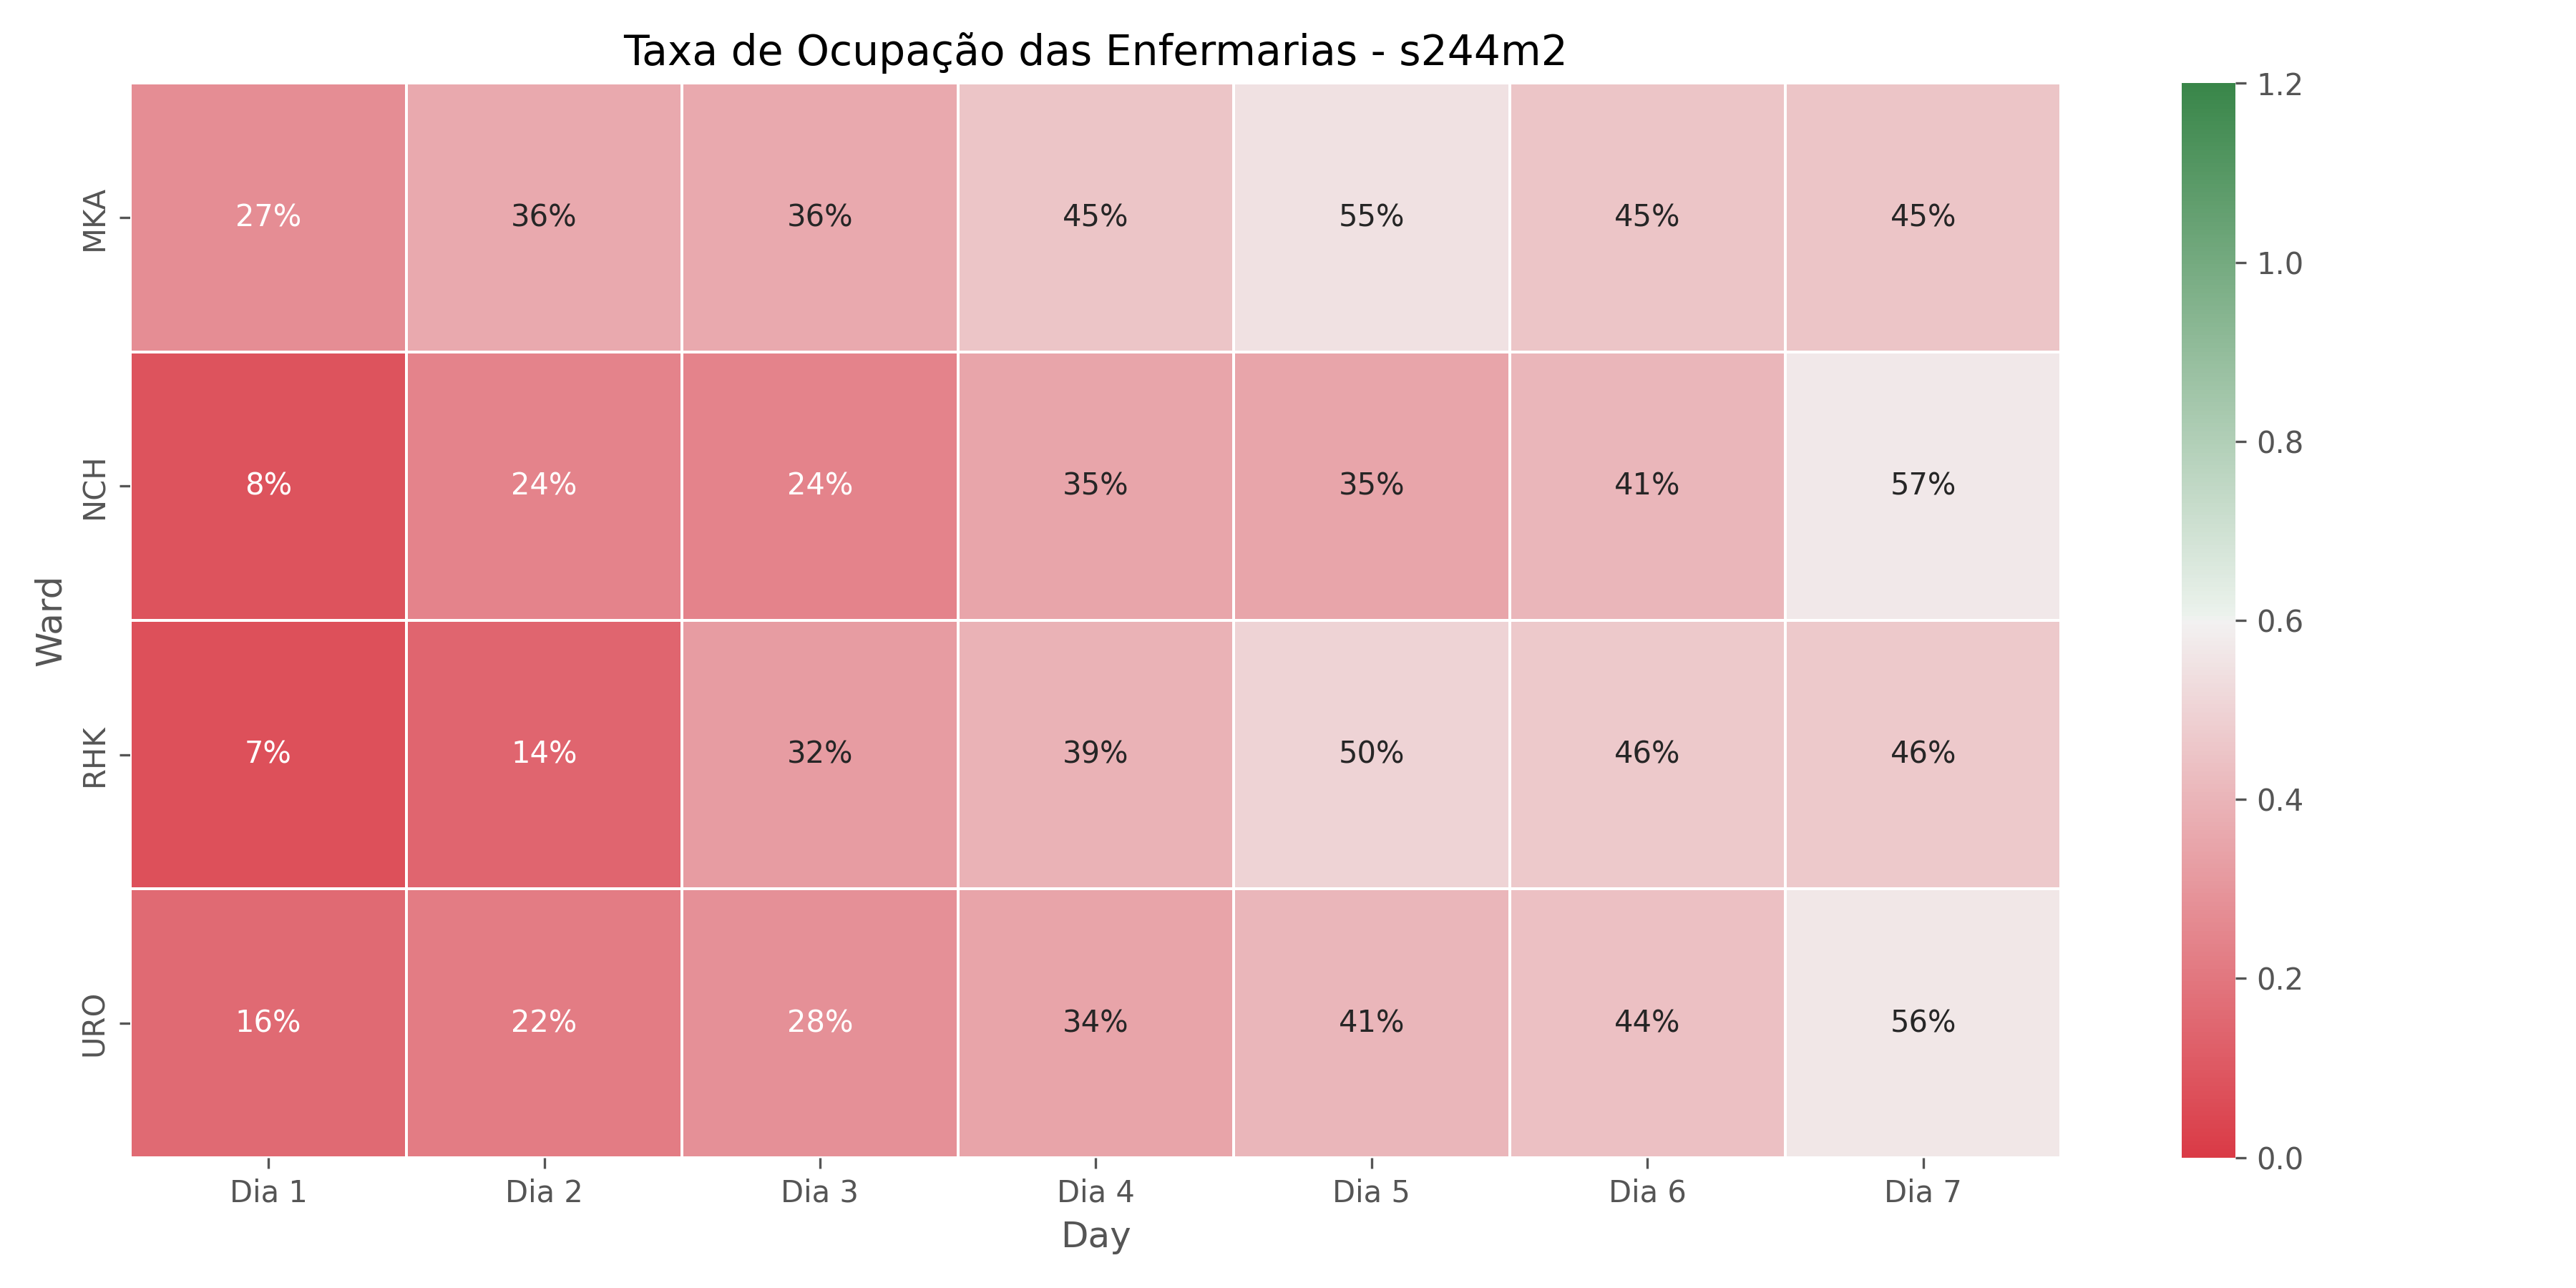 Taxa de Ocupação das Enfermarias - s244m2
Ward
MKA 27% 36% 36% 45% 55% 45% 45%
NCH 8% 24% 24% 35% 35% 41% 57%
RHK 7% 14% 32% 39% 50% 46% 46%
URO 16% 22% 28% 34% 41% 44% 56%
Dia 1 Dia 2 Dia 3 Dia 4 Dia 5 Dia 6 Dia 7
Day
1.2
1.0
0.8
0.6
0.4
0.2
0.0